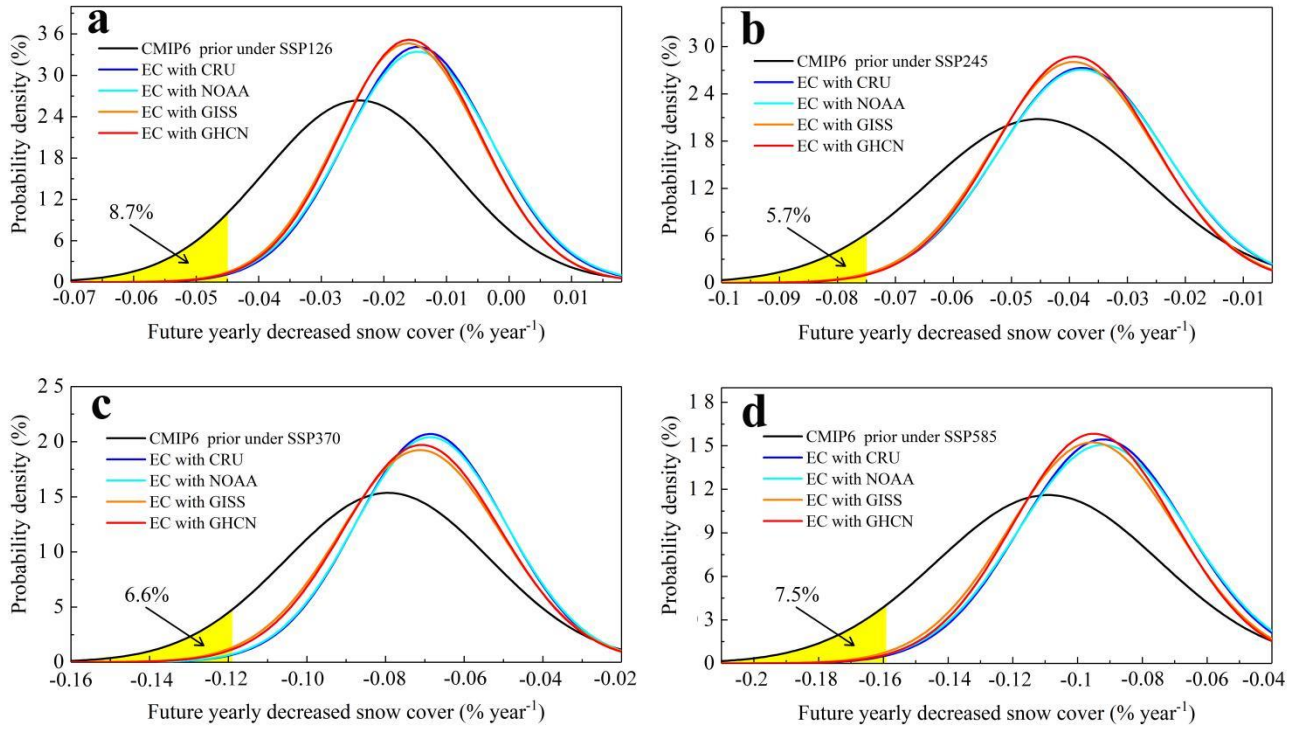 a
Probability density (%)
3 6
3 0
2 4
1 8
1 2
6
0
CMIP6 prior under SSP126
EC with CRU
EC with NOAA
EC with GISS
EC with GHCN
8.7%
-0.07 -0.06 -0.05 -0.04 -0.03 -0.02 -0.01 0.00 0.01
Future yearly decreased snow cover (% year-1)
b
Probability density (%)
3 0
2 4
1 8
1 2
6
0
CMIP6 prior under SSP245
EC with CRU
EC with NOAA
EC with GISS
EC with GHCN
5.7%
-0.1 -0.09 -0.08 -0.07 -0.06 -0.05 -0.04 -0.03 -0.02 -0.01
Future yearly decreased snow cover (% year-1)
c
Probability density (%)
2 5
2 0
1 5
1 0
5
0
CMIP6 prior under SSP370
EC with CRU
EC with NOAA
EC with GISS
EC with GHCN
6.6%
-0.16 -0.14 -0.12 -0.10 -0.08 -0.06 -0.04 -0.02
Future yearly decreased snow cover (% year-1)
d
Probability density (%)
1 8
1 5
1 2
9
6
3
0
CMIP6 prior under SSP585
EC with CRU
EC with NOAA
EC with GISS
EC with GHCN
7.5%
-0.2 -0.18 -0.16 -0.14 -0.12 -0.1 -0.08 -0.06 -0.04
Future yearly decreased snow cover (% year-1)